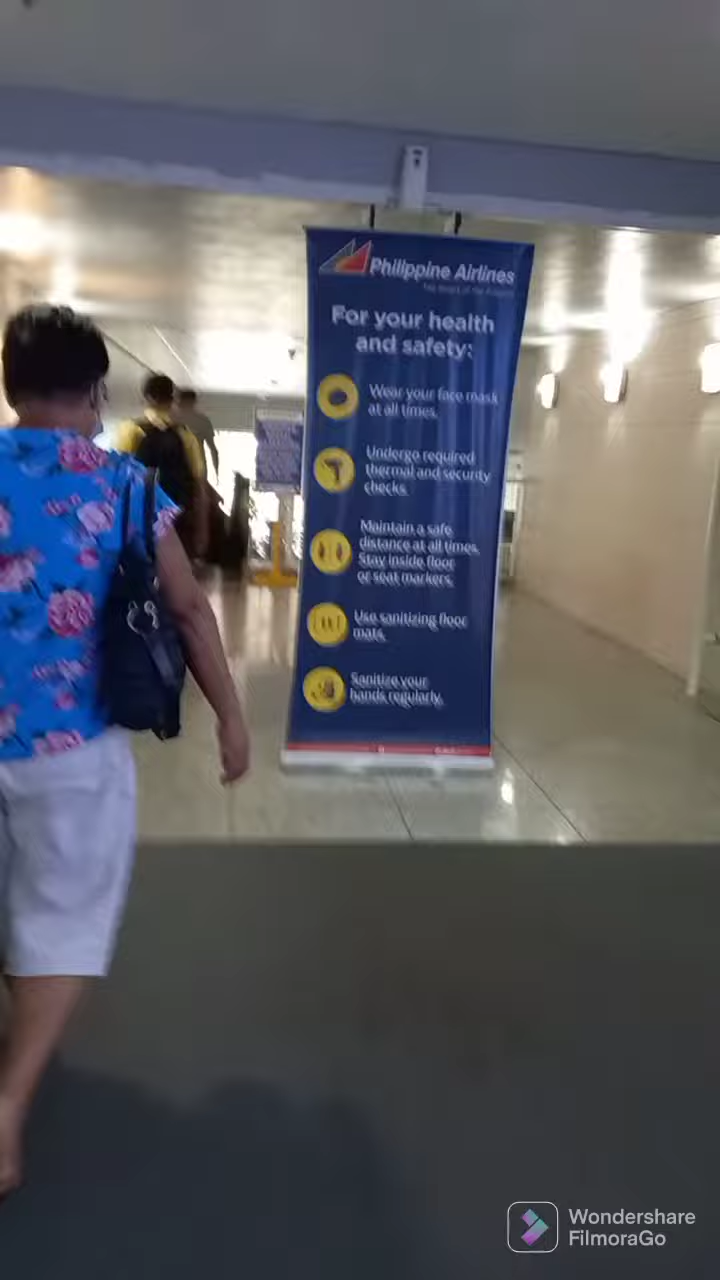 Philippine Airlines
For your health
and safety:
Wear your face mask
at all times.
Undergo required
thermal and security
checks.
Maintain a safe
distance at all times.
Stay inside floor
or seat markers.
Use sanitizing floor
mats.
Sanitize your
hands regularly.
Wondershare
FilmoraGo